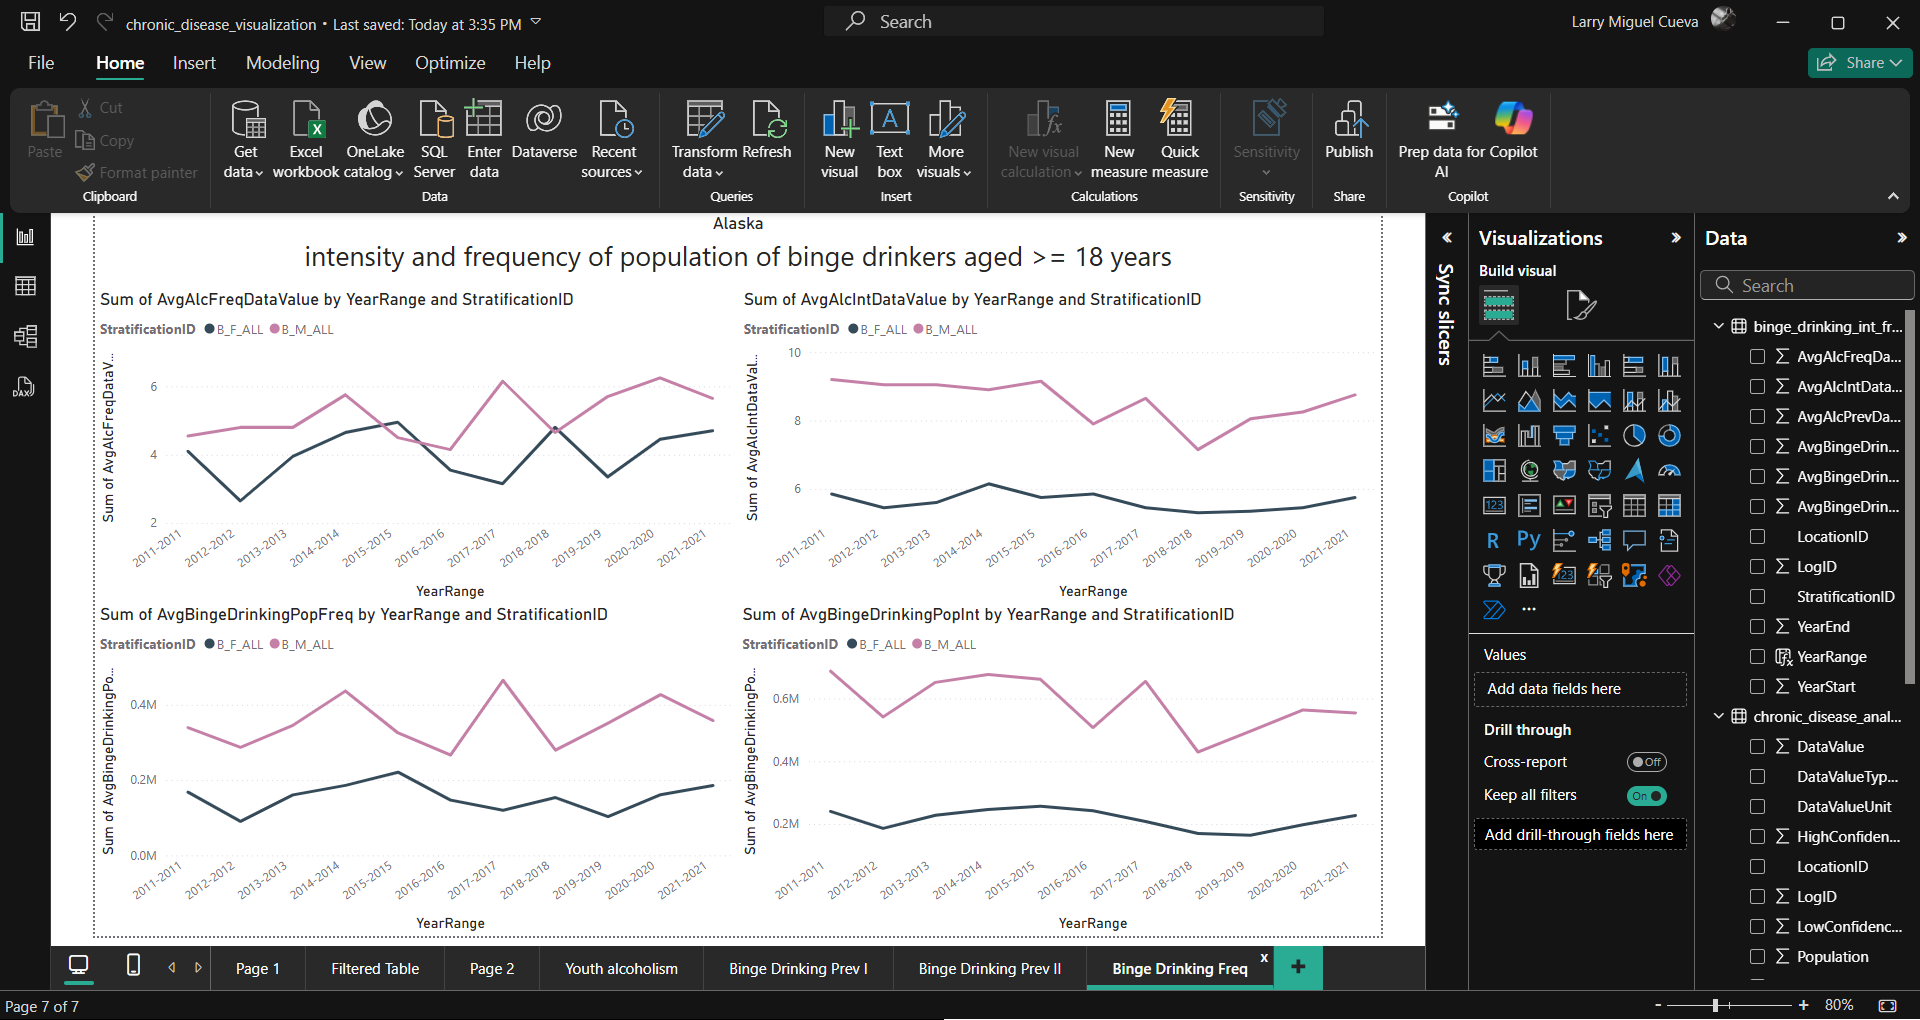 chronic_disease_visualization • Last saved: Today at 3:35 PM
Search
Larry Miguel Cueva
File Home Insert Modeling View Optimize Help
Share
Paste
Cut
Copy
Format painter
Clipboard
Get data
Excel workbook
OneLake catalog
SQL Server
Enter data
Dataverse
Recent sources
Data
Transform data
Refresh
Queries
New visual
Text box
More visuals
Insert
New visual calculation
New measure
Quick measure
Calculations
Sensitivity
Sensitivity
Publish
Share
Prep data for AI
Copilot
Copilot
Alaska
intensity and frequency of population of binge drinkers aged >= 18 years
Sum of AvgAlcFreqDataValue by YearRange and StratificationID
StratificationID B_F_ALL B_M_ALL
Sum of AvgAlcFreqDataV...
6
4
2
2011-2011 2012-2012 2013-2013 2014-2014 2015-2015 2016-2016 2017-2017 2018-2018 2019-2019 2020-2020 2021-2021
YearRange
Sum of AvgAlcIntDataValue by YearRange and StratificationID
StratificationID B_F_ALL B_M_ALL
Sum of AvgAlcIntDataVal...
10
8
6
2011-2011 2012-2012 2013-2013 2014-2014 2015-2015 2016-2016 2017-2017 2018-2018 2019-2019 2020-2020 2021-2021
YearRange
Sum of AvgBingeDrinkingPopFreq by YearRange and StratificationID
StratificationID B_F_ALL B_M_ALL
Sum of AvgBingeDrinkingPo...
0.4M
0.2M
0.0M
2011-2011 2012-2012 2013-2013 2014-2014 2015-2015 2016-2016 2017-2017 2018-2018 2019-2019 2020-2020 2021-2021
YearRange
Sum of AvgBingeDrinkingPopInt by YearRange and StratificationID
StratificationID B_F_ALL B_M_ALL
Sum of AvgBingeDrinkingPo...
0.6M
0.4M
0.2M
2011-2011 2012-2012 2013-2013 2014-2014 2015-2015 2016-2016 2017-2017 2018-2018 2019-2019 2020-2020 2021-2021
YearRange
Sync slicers
Visualizations
Build visual
123
R Py
123
Values
Add data fields here
Drill through
Cross-report Off
Keep all filters On
Add drill-through fields here
Data
Search
binge_drinking_int_fr...
AvgAlcFreqDa...
AvgAlcIntData...
AvgAlcPrevDa...
AvgBingeDrin...
AvgBingeDrin...
AvgBingeDrin...
LocationID
LogID
StratificationID
YearEnd
YearRange
YearStart
chronic_disease_anal...
DataValue
DataValueTyp...
DataValueUnit
HighConfiden...
LocationID
LogID
LowConfidenc...
Population
Page 1
Filtered Table
Page 2
Youth alcoholism
Binge Drinking Prev I
Binge Drinking Prev II
Binge Drinking Freq
x
+
Page 7 of 7
- + 80%
DAX